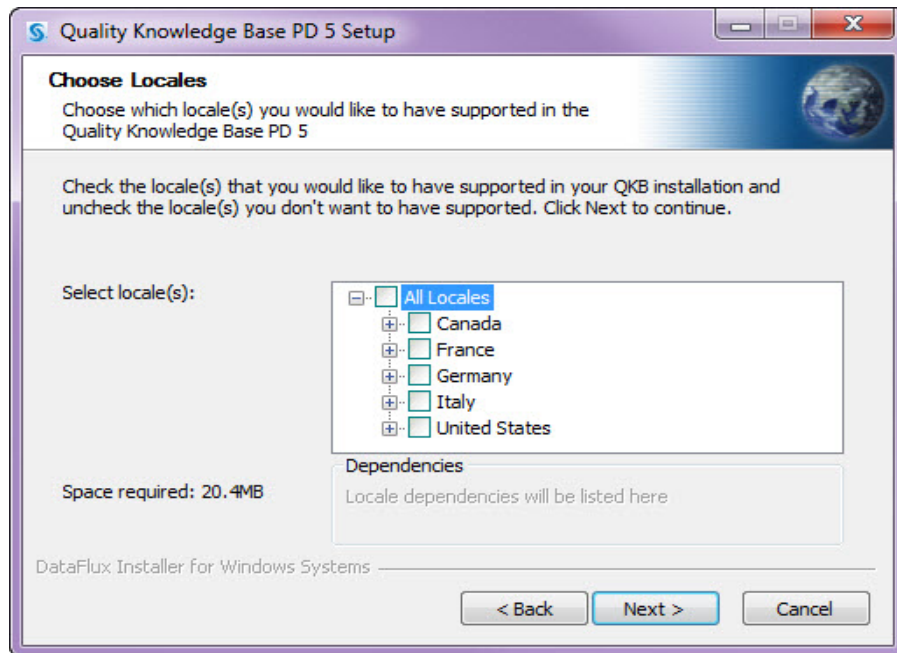 Quality Knowledge Base PD 5 Setup
Choose Locales
Choose which locale(s) you would like to have supported in the
Quality Knowledge Base PD 5
Check the locale(s) that you would like to have supported in your QKB installation and
uncheck the locale(s) you don't want to have supported. Click Next to continue.
Select locale(s):
All Locales
Canada
France
Germany
Italy
United States
Dependencies
Space required: 20.4MB
Locale dependencies will be listed here
DataFlux Installer for Windows Systems
< Back
Next >
Cancel